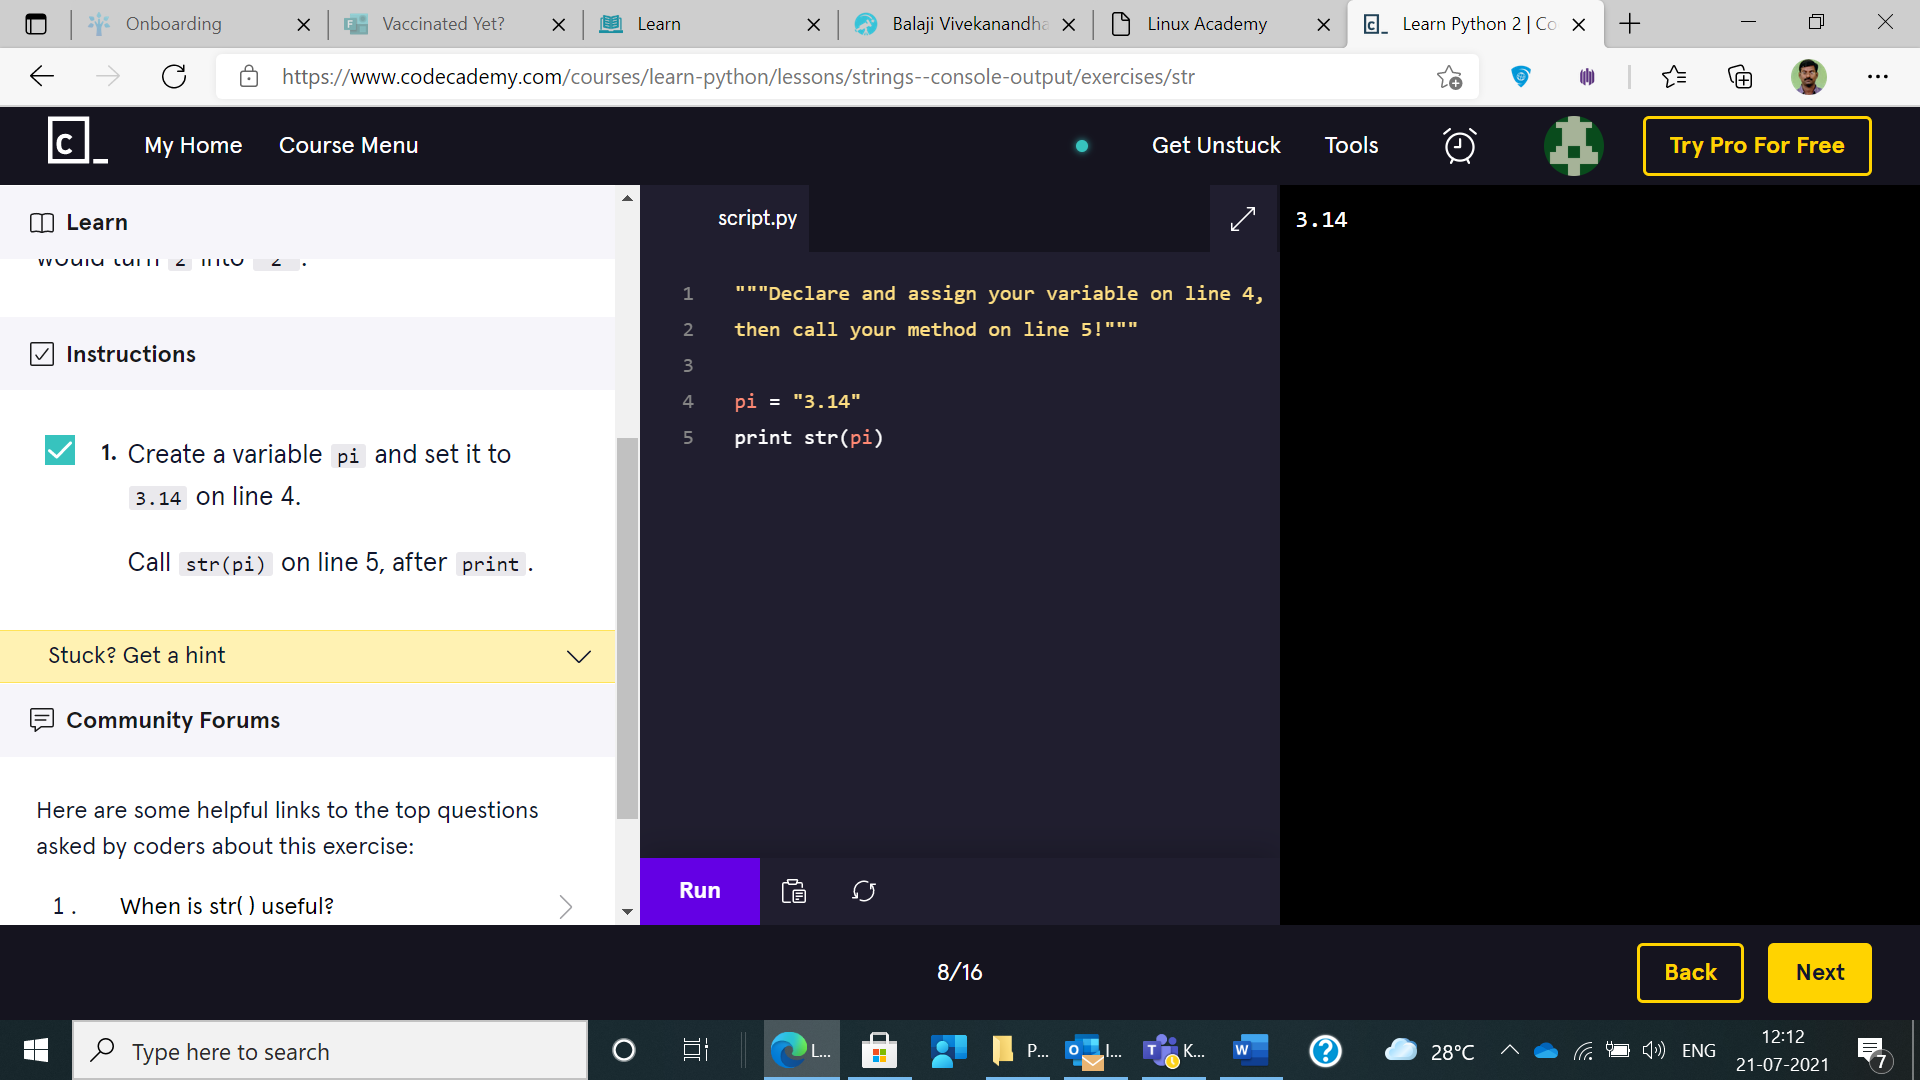 Onboarding
Vaccinated Yet?
Learn
Balaji Vivekanandha
Linux Academy
Learn Python 2 | Co
https://www.codecademy.com/courses/learn-python/lessons/strings--console-output/exercises/str
My Home
Course Menu
Get Unstuck
Tools
Try Pro For Free
Learn
would turn 2 into "2".
Instructions
1. Create a variable pi and set it to
3.14 on line 4.
Call str(pi) on line 5, after print.
Stuck? Get a hint
Community Forums
Here are some helpful links to the top questions
asked by coders about this exercise:
1. When is str( ) useful?
script.py
1 """Declare and assign your variable on line 4,
2 then call your method on line 5!"""
3
4 pi = "3.14"
5 print str(pi)
Run
3.14
8/16
Back
Next
Type here to search
L...
P...
I...
K...
28°C
ENG
12:12
21-07-2021
7